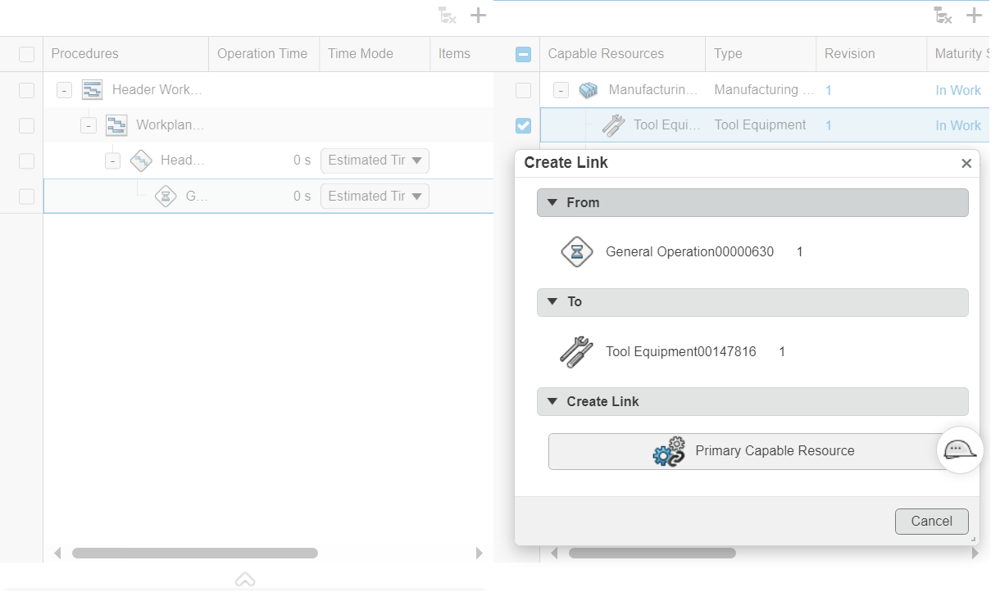 Procedures Operation Time Time Mode Items
Header Work...
Workplan...
Head... 0 s Estimated Tir
G... 0 s Estimated Tir
Capable Resources Type Revision Maturity S
Manufacturin... Manufacturing ... 1 In Work
Tool Equi... Tool Equipment 1 In Work
Create Link
From
General Operation00000630 1
To
Tool Equipment00147816 1
Create Link
Primary Capable Resource
Cancel